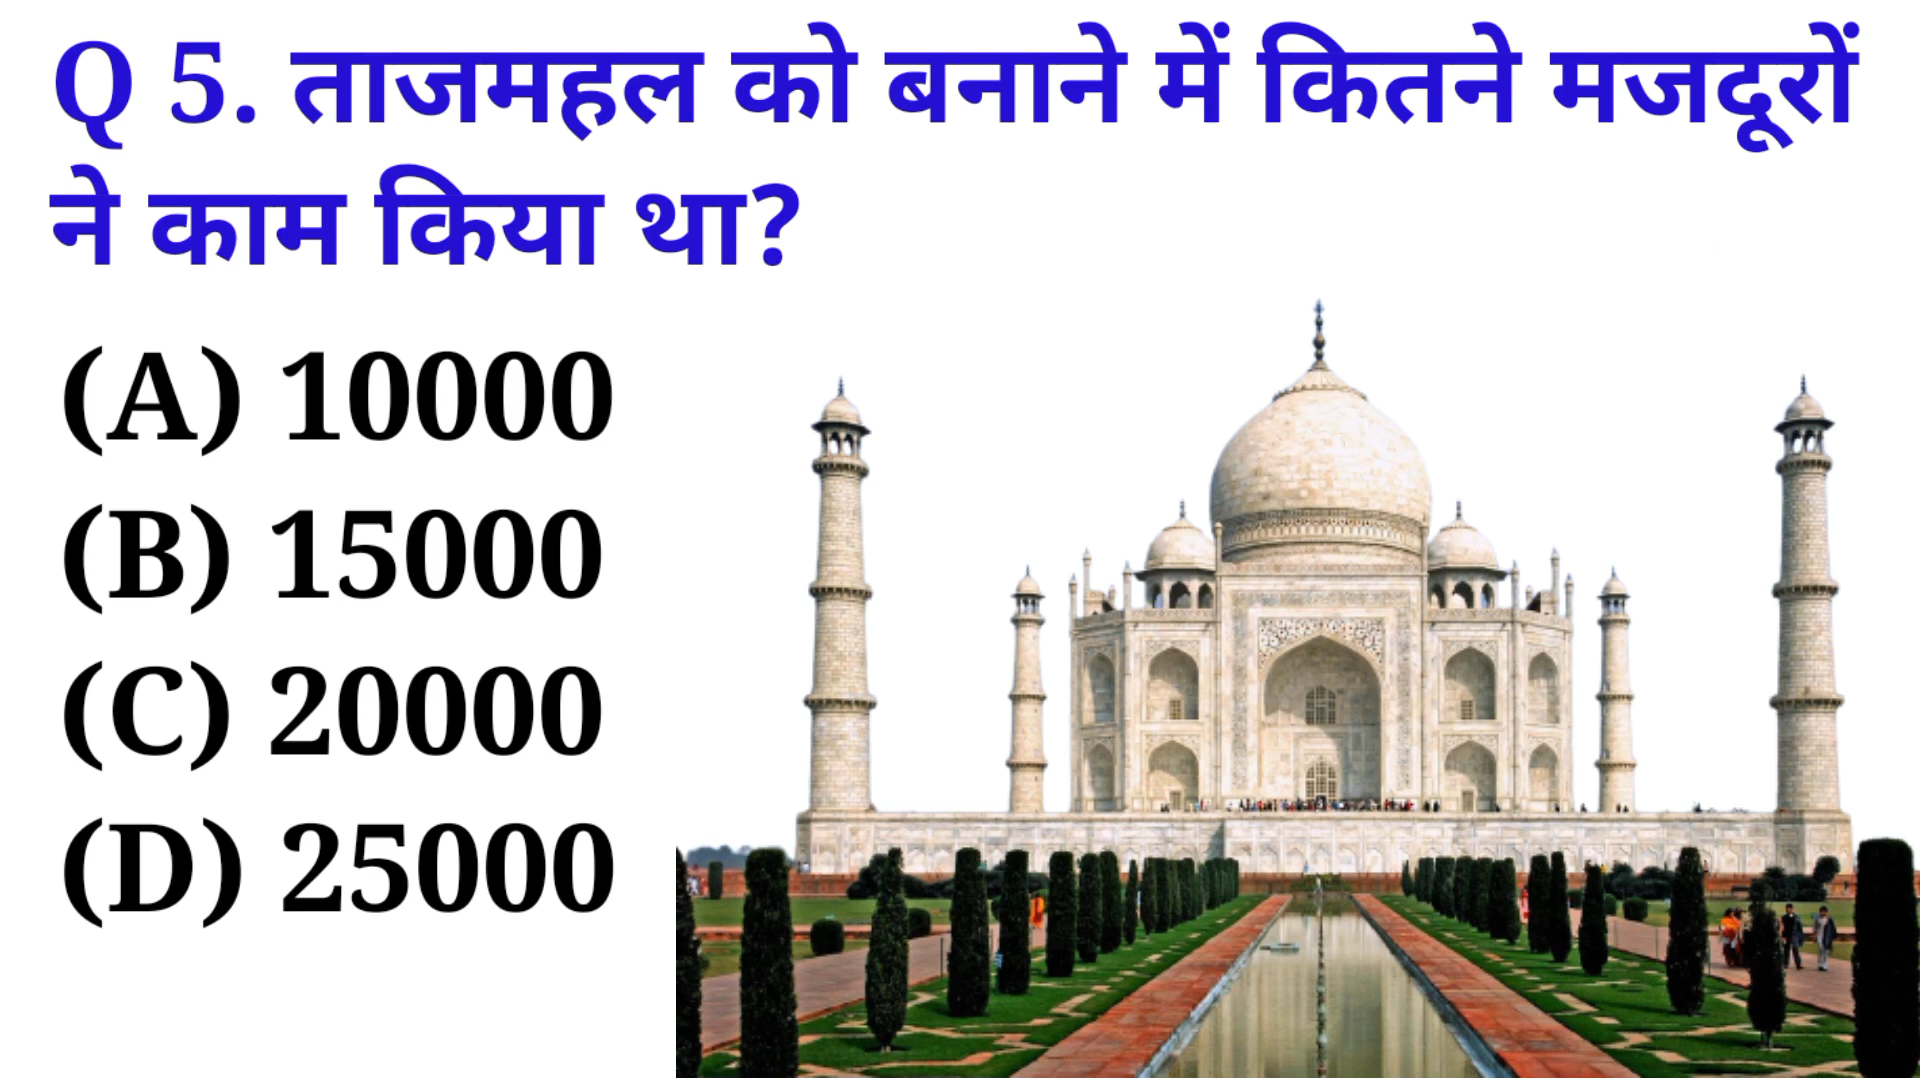 Q 5. ताजमहल को बनाने में कितने मजदूरों
ने काम किया था?
(A) 10000
(B) 15000
(C) 20000
(D) 25000